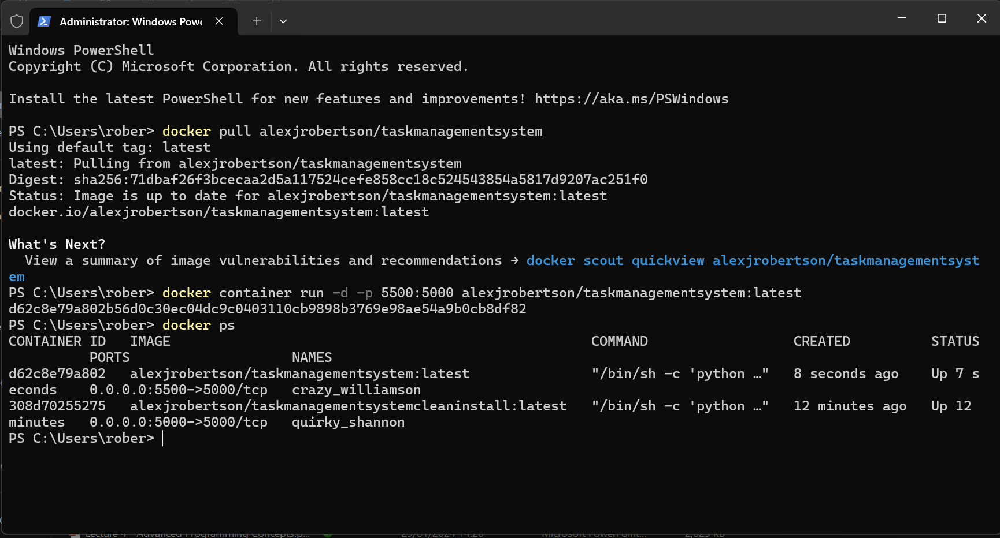 Administrator: Windows Powe
Windows PowerShell
Copyright (C) Microsoft Corporation. All rights reserved.
Install the latest PowerShell for new features and improvements! https://aka.ms/PSWindows
PS C:\Users\rober> docker pull alexjrobertson/taskmanagementsystem
Using default tag: latest
latest: Pulling from alexjrobertson/taskmanagementsystem
Digest: sha256:71dbaf26f3bcecaa2d5a117524cefe858cc18c524543854a5817d9207ac251f0
Status: Image is up to date for alexjrobertson/taskmanagementsystem:latest
docker.io/alexjrobertson/taskmanagementsystem:latest
What's Next?
  View a summary of image vulnerabilities and recommendations → docker scout quickview alexjrobertson/taskmanagementsyst
em
PS C:\Users\rober> docker container run -d -p 5500:5000 alexjrobertson/taskmanagementsystem:latest
d62c8e79a802b56d0c30ec04dc9c0403110cb9898b3769e98ae54a9b0cb8df82
PS C:\Users\rober> docker ps
CONTAINER ID   IMAGE                                                    COMMAND                  CREATED          STATUS
          PORTS                    NAMES
d62c8e79a802   alexjrobertson/taskmanagementsystem:latest               "/bin/sh -c 'python …"   8 seconds ago    Up 7 s
econds    0.0.0.0:5500->5000/tcp   crazy_williamson
308d70255275   alexjrobertson/taskmanagementsystemcleaninstall:latest   "/bin/sh -c 'python …"   12 minutes ago   Up 12
minutes   0.0.0.0:5000->5000/tcp   quirky_shannon
PS C:\Users\rober>